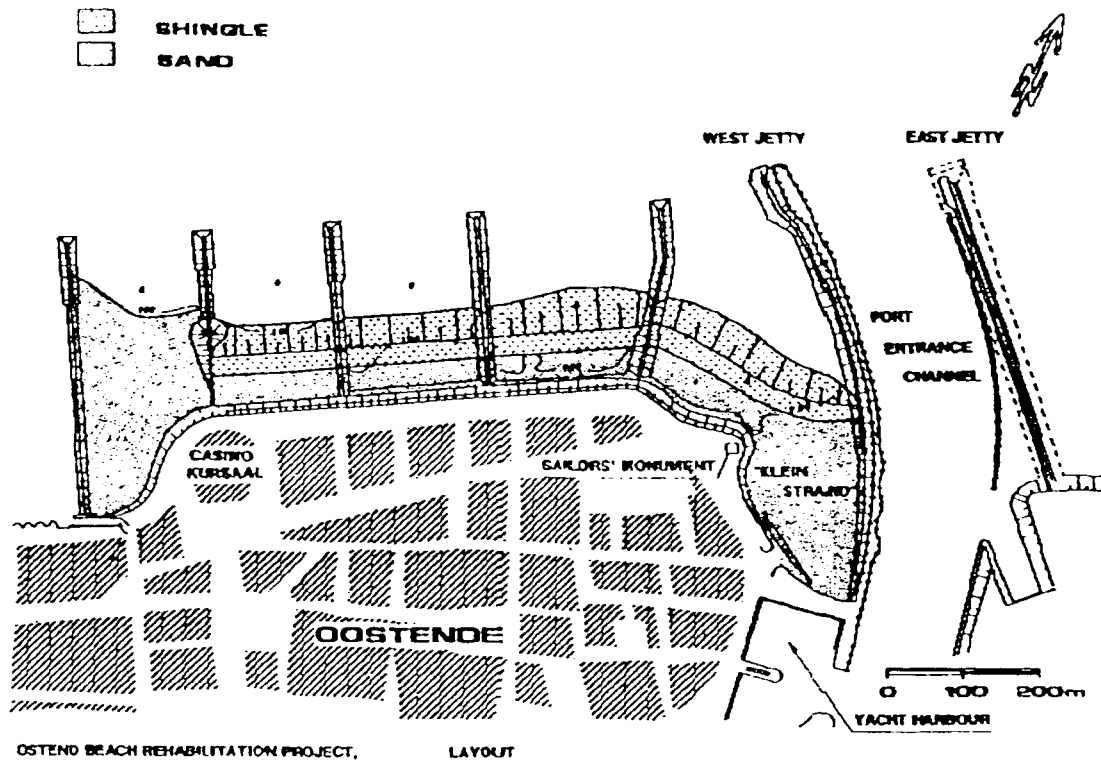 SHINGLE
SAND
WEST JETTY
EAST JETTY
PORT
ENTRANCE
CHANNEL
CASINO
KURSAAL
SAILORS' MONUMENT
"KLEIN
STRAND"
OOSTENDE
0 100 200m
YACHT HARBOUR
OSTEND BEACH REHABILITATION PROJECT, LAYOUT